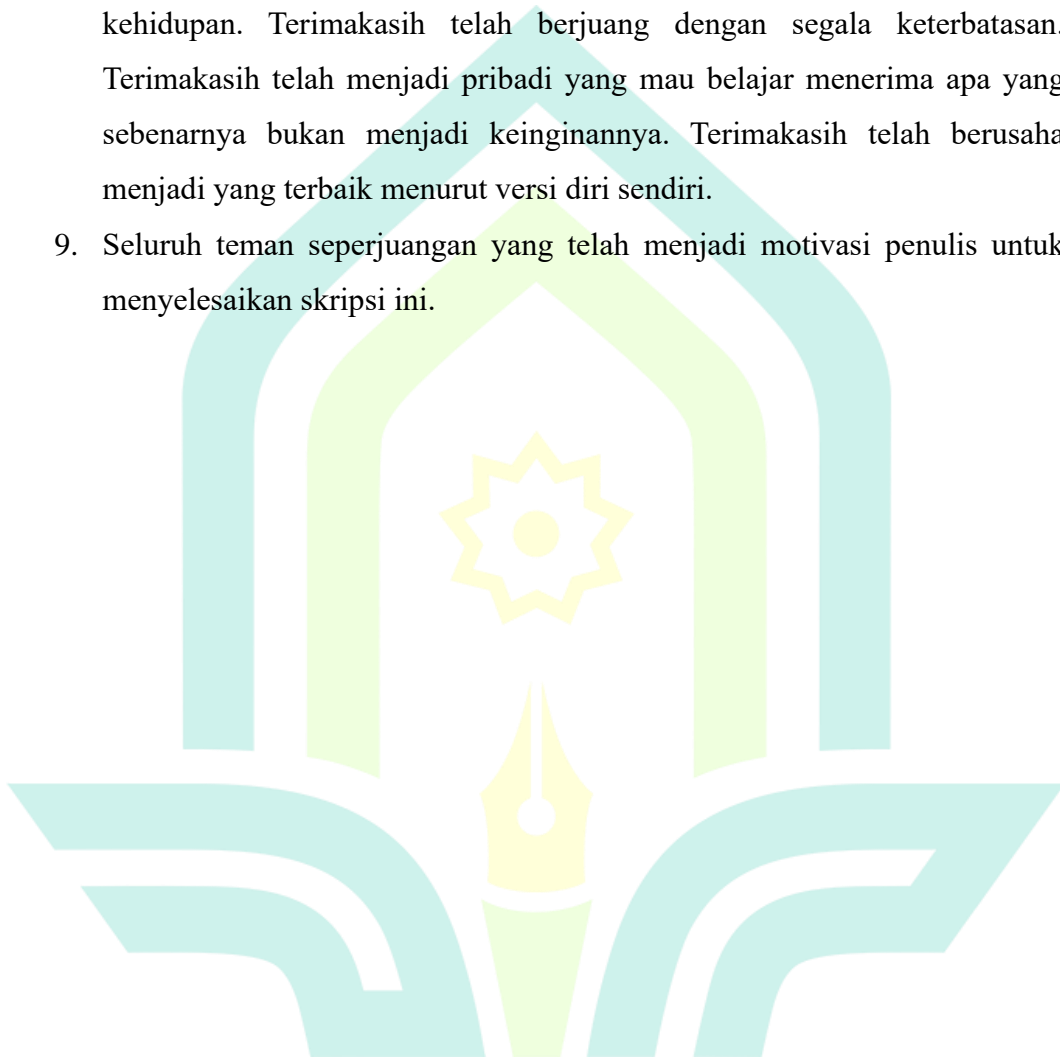 kehidupan. Terimakasih telah berjuang dengan segala keterbatasan.
Terimakasih telah menjadi pribadi yang mau belajar menerima apa yang
sebenarnya bukan menjadi keinginannya. Terimakasih telah berusaha
menjadi yang terbaik menurut versi diri sendiri.
9. Seluruh teman seperjuangan yang telah menjadi motivasi penulis untuk
menyelesaikan skripsi ini.